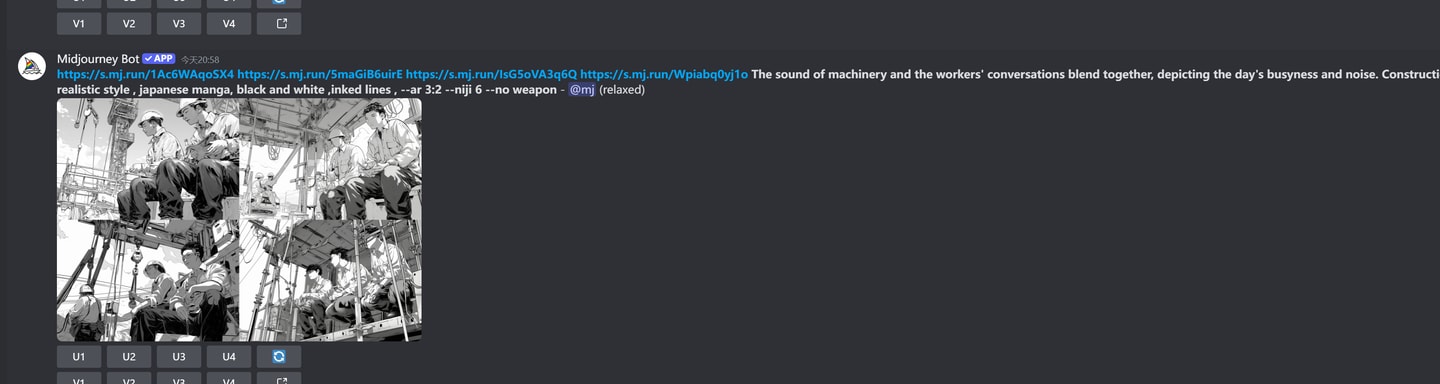 V1 V2 V3 V4
Midjourney Bot APP 今天20:58
https://s.mj.run/1Ac6WAqoSX4 https://s.mj.run/5maGiB6uirE https://s.mj.run/IsG5oVA3q6Q https://s.mj.run/Wpiabq0yj1o The sound of machinery and the workers' conversations blend together, depicting the day's busyness and noise. Constructi
realistic style , japanese manga, black and white ,inked lines , --ar 3:2 --niji 6 --no weapon - @mj (relaxed)
U1 U2 U3 U4
V1 V2 V3 V4